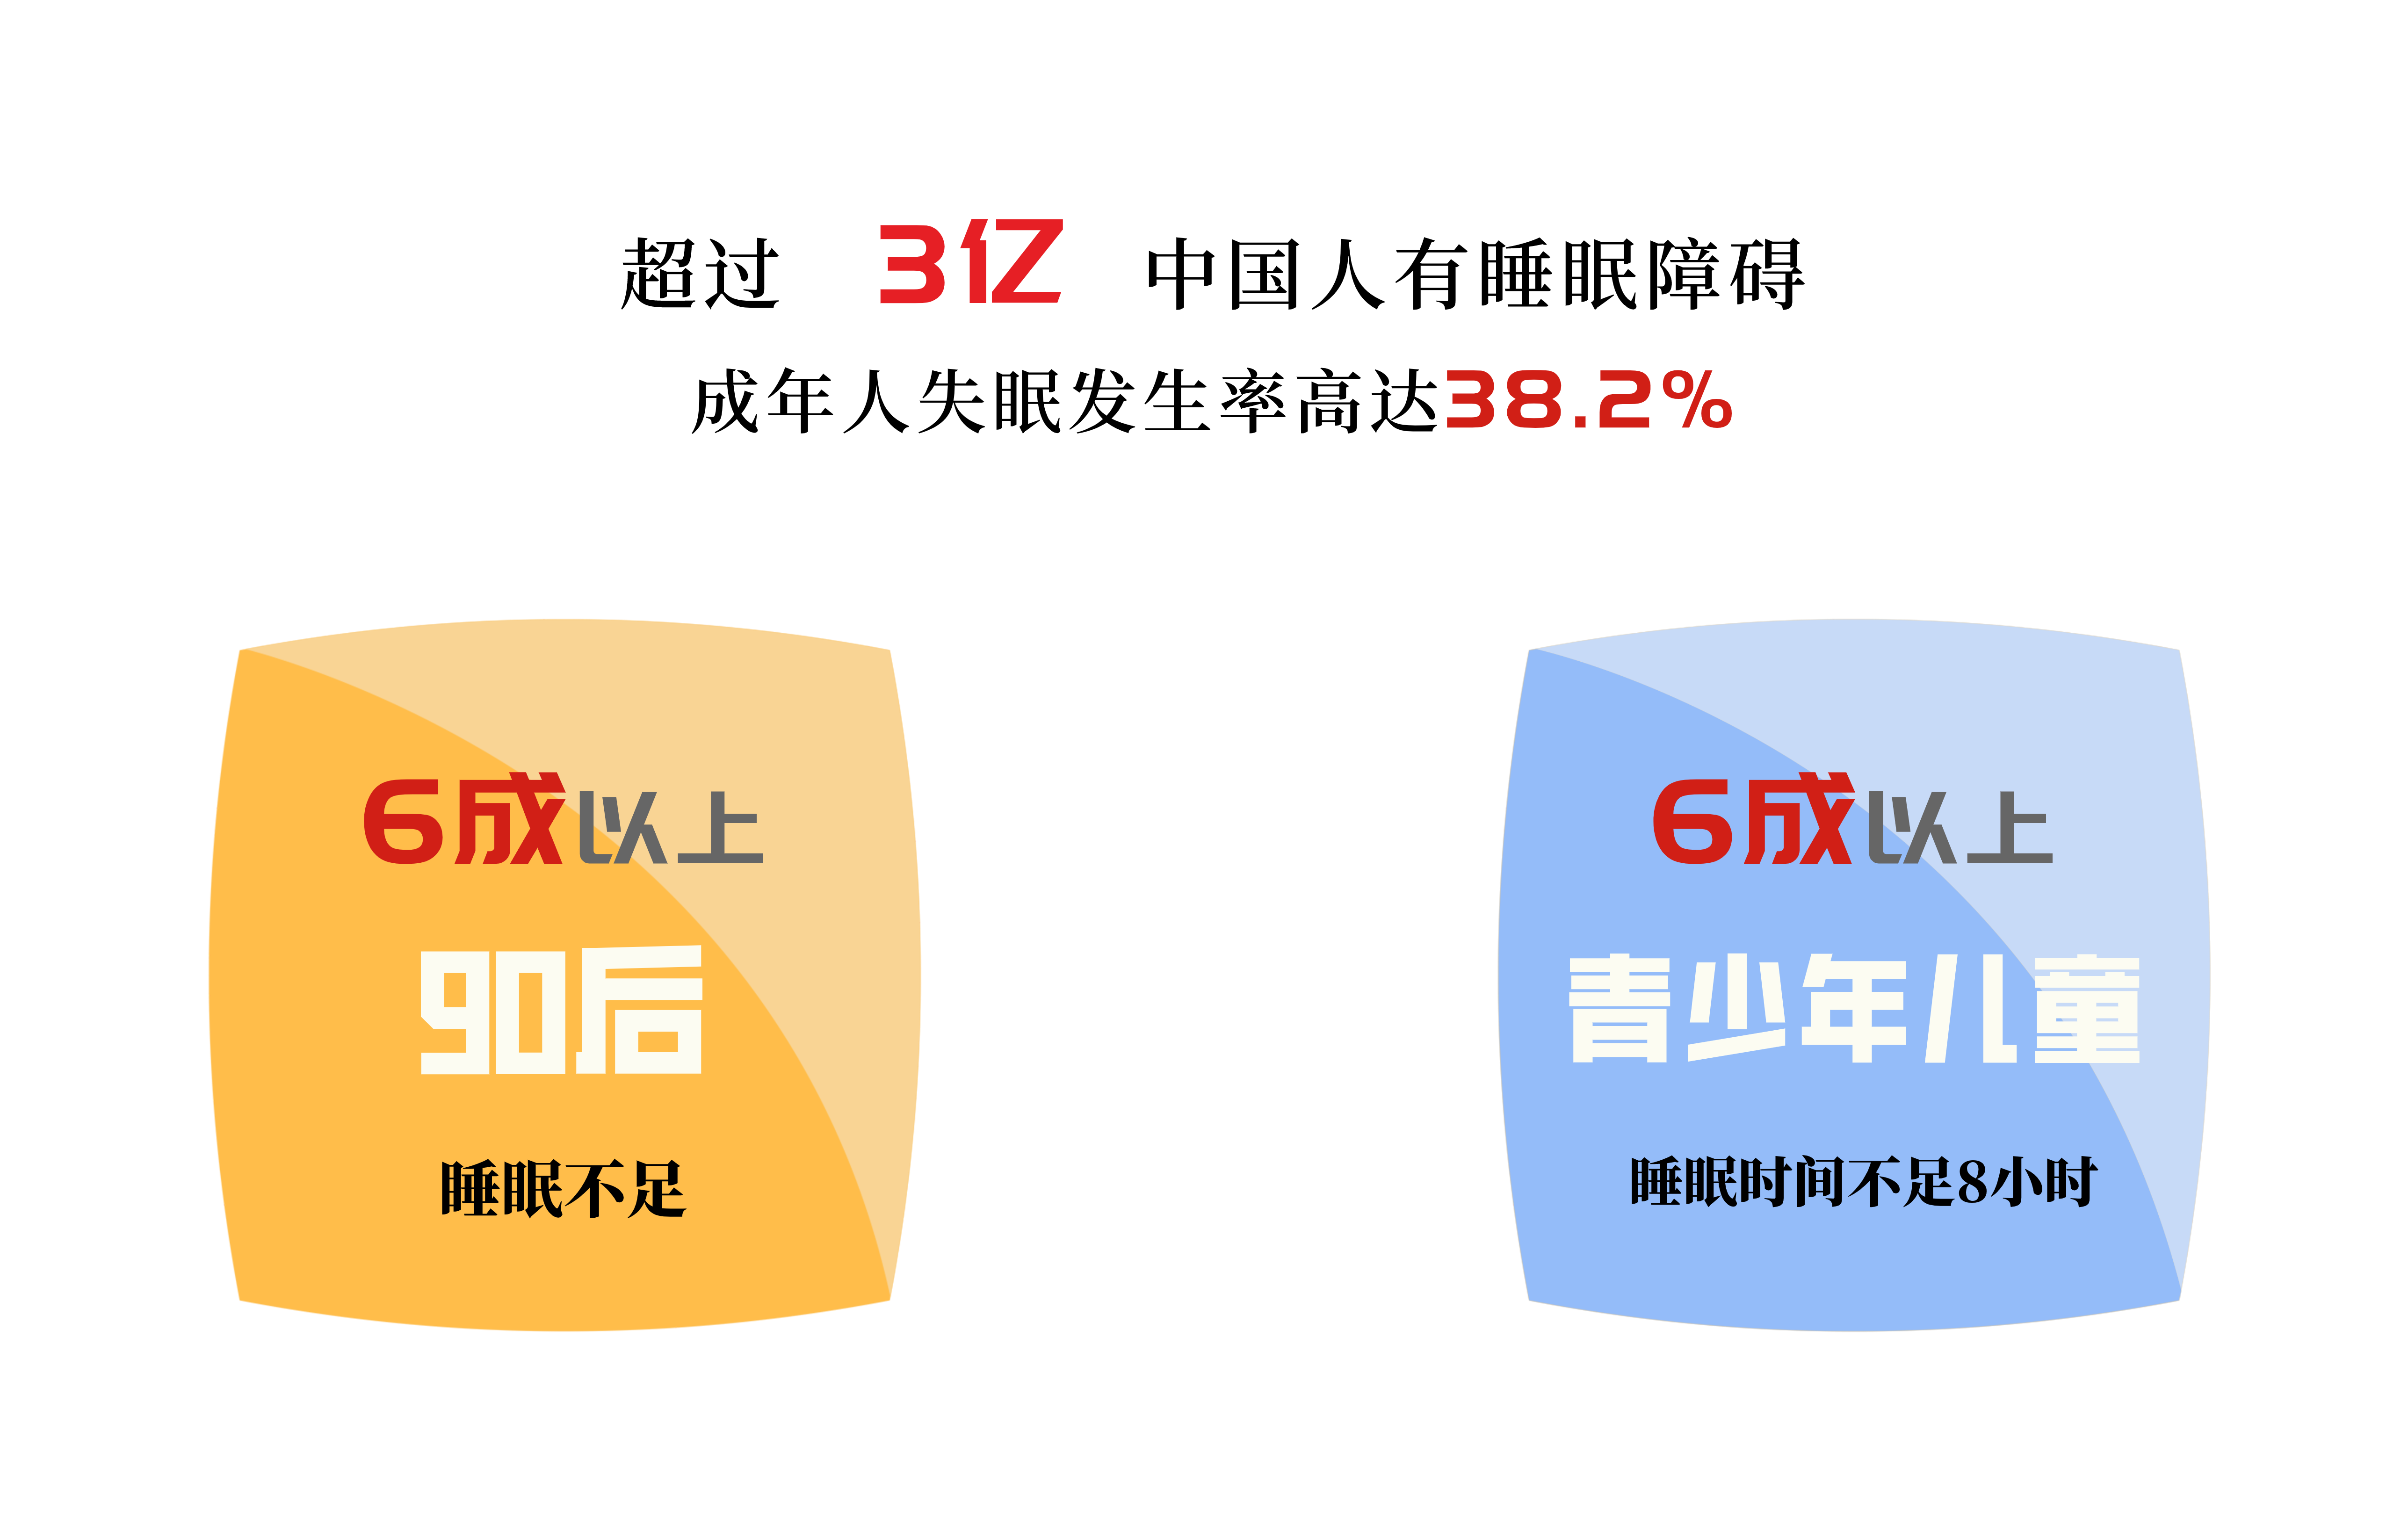 超过 3亿 中国人有睡眠障碍
成年人失眠发生率高达38.2%
6成以上
90后
睡眠不足
6成以上
青少年儿童
睡眠时间不足8小时